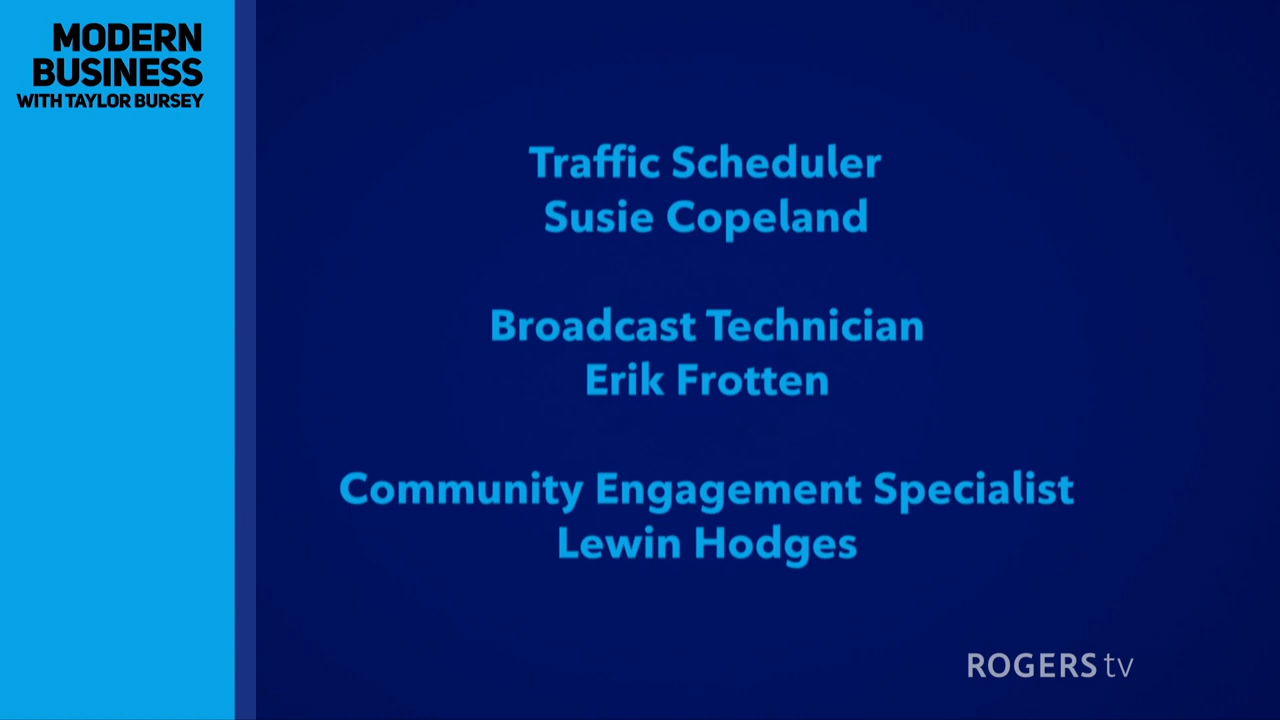 MODERN
BUSINESS
WITH TAYLOR BURSEY
Traffic Scheduler
Susie Copeland
Broadcast Technician
Erik Frotten
Community Engagement Specialist
Lewin Hodges
ROGERS tv